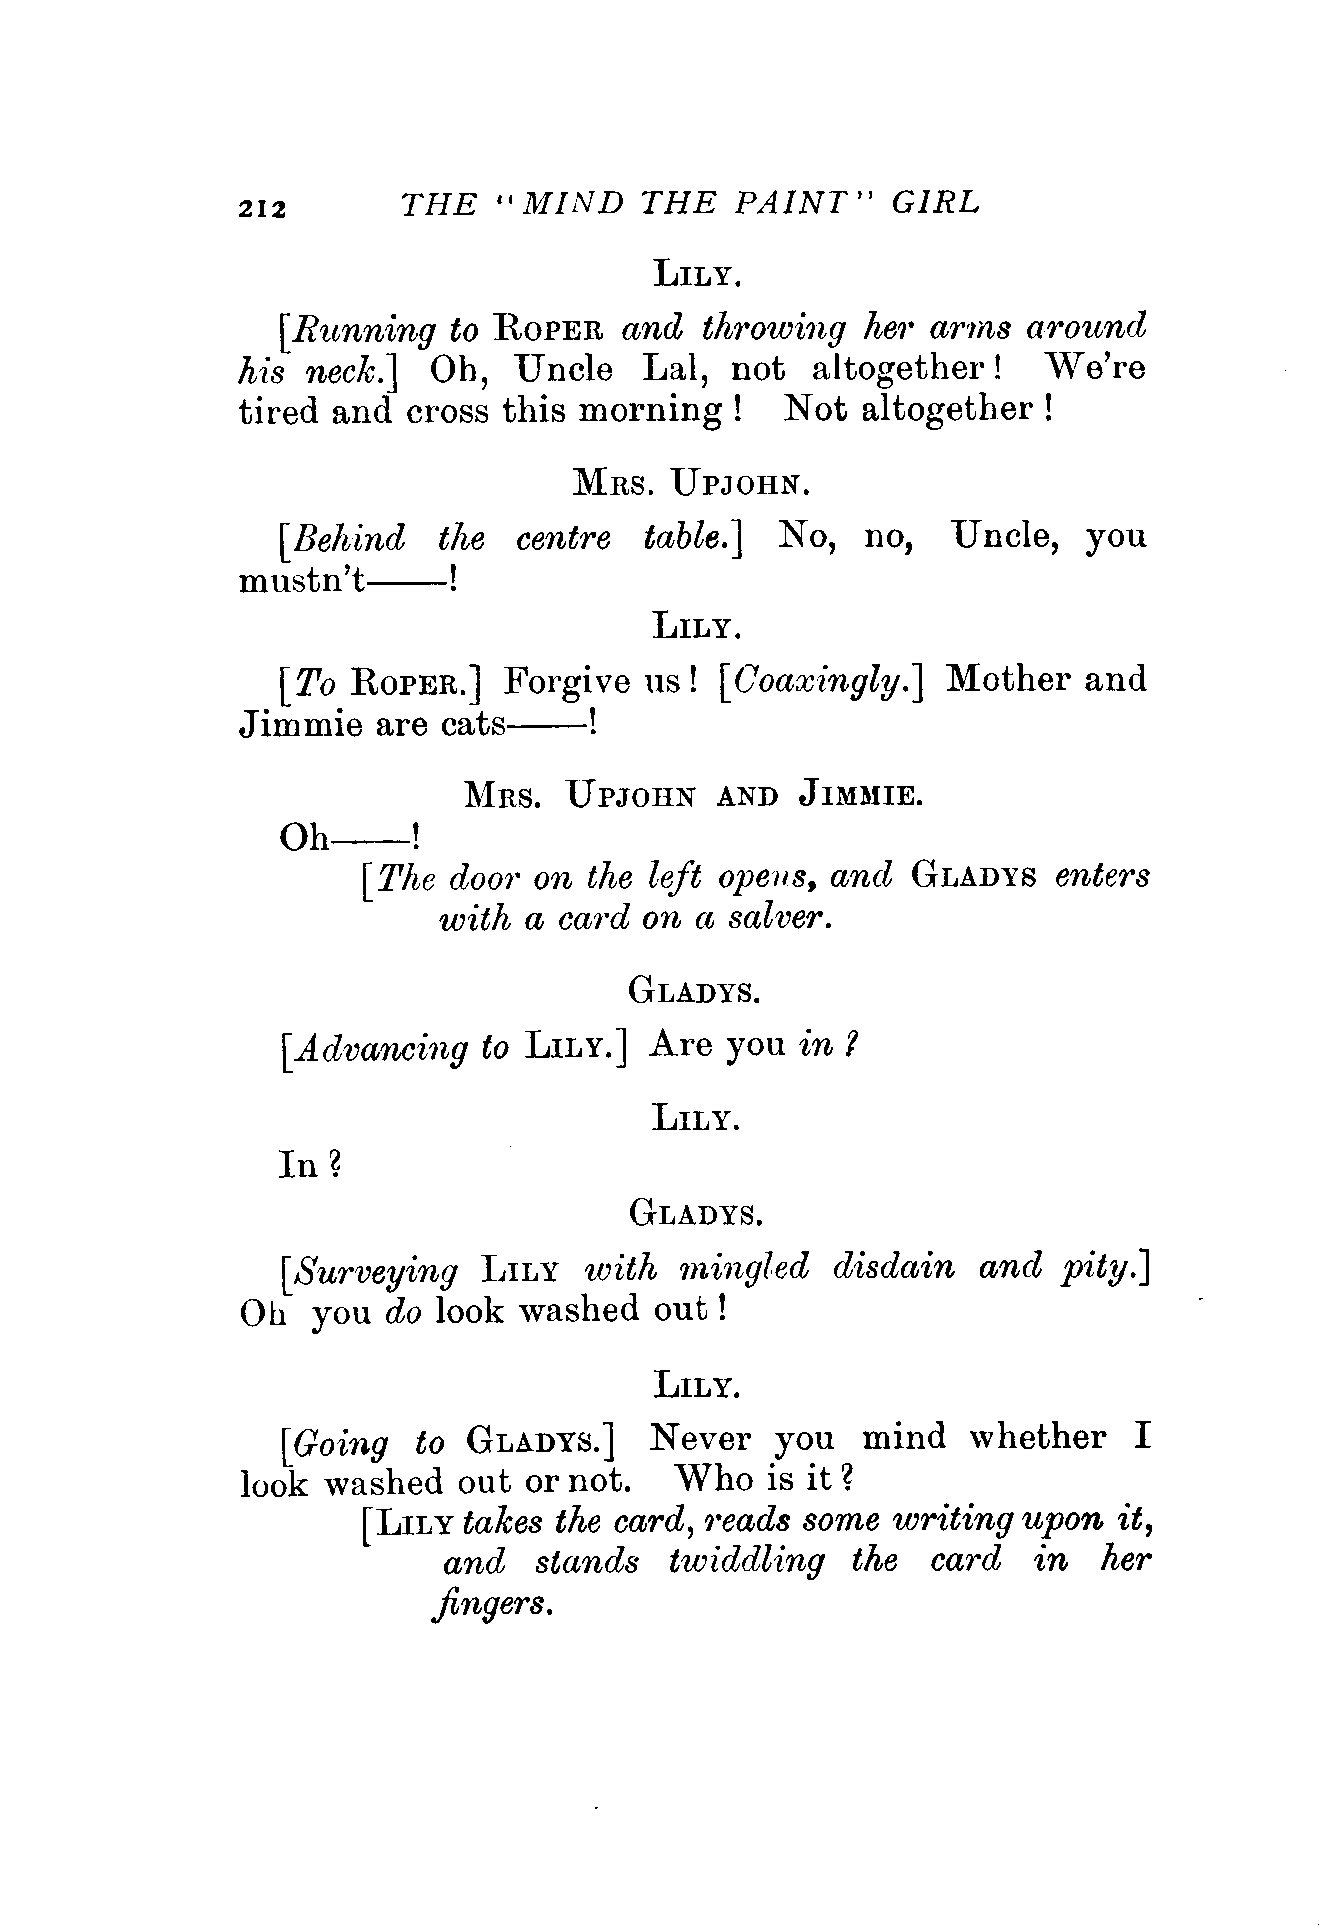 212 THE "MIND THE PAINT" GIRL
LILY.
[Running to ROPER and throwing her arms around
his neck.] Oh, Uncle Lal, not altogether! We're
tired and cross this morning! Not altogether!
MRS. UPJOHN.
[Behind the centre table.] No, no, Uncle, you
mustn't——!
LILY.
[To ROPER.] Forgive us! [Coaxingly.] Mother and
Jimmie are cats——!
MRS. UPJOHN AND JIMMIE.
Oh——!
[The door on the left opens, and GLADYS enters
with a card on a salver.
GLADYS.
[Advancing to LILY.] Are you in?
LILY.
In?
GLADYS.
[Surveying LILY with mingled disdain and pity.]
Oh you do look washed out!
LILY.
[Going to GLADYS.] Never you mind whether I
look washed out or not. Who is it?
[LILY takes the card, reads some writing upon it,
and stands twiddling the card in her
fingers.